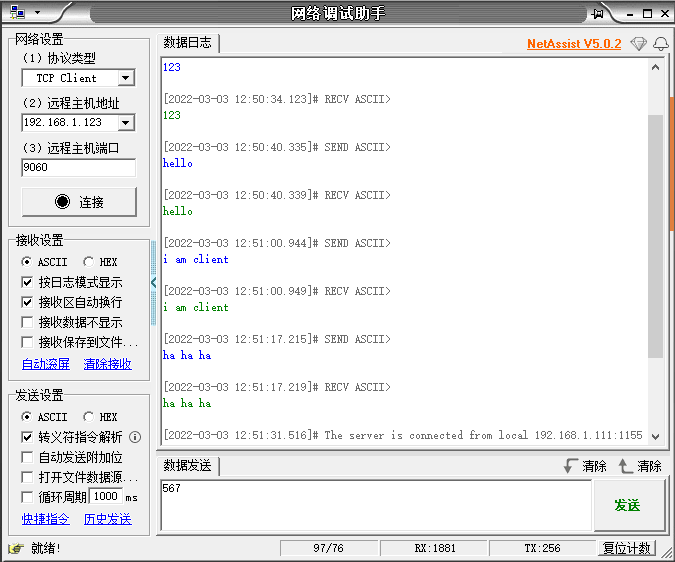 网络调试助手
网络设置
(1) 协议类型
TCP Client
(2) 远程主机地址
192.168.1.123
(3) 远程主机端口
9060
连接
接收设置
ASCII HEX
按日志模式显示
接收区自动换行
接收数据不显示
接收保存到文件...
自动滚屏 清除接收
发送设置
ASCII HEX
转义符指令解析
自动发送附加位
打开文件数据源...
循环周期 1000 ms
快捷指令 历史发送
数据日志 NetAssist V5.0.2
123
[2022-03-03 12:50:34.123]# RECV ASCII>
123
[2022-03-03 12:50:40.335]# SEND ASCII>
hello
[2022-03-03 12:50:40.339]# RECV ASCII>
hello
[2022-03-03 12:51:00.944]# SEND ASCII>
i am client
[2022-03-03 12:51:00.949]# RECV ASCII>
i am client
[2022-03-03 12:51:17.215]# SEND ASCII>
ha ha ha
[2022-03-03 12:51:17.219]# RECV ASCII>
ha ha ha
[2022-03-03 12:51:31.516]# The server is connected from local 192.168.1.111:1155
数据发送 清除 清除
567
发送
就绪! 97/76 RX:1881 TX:256 复位计数